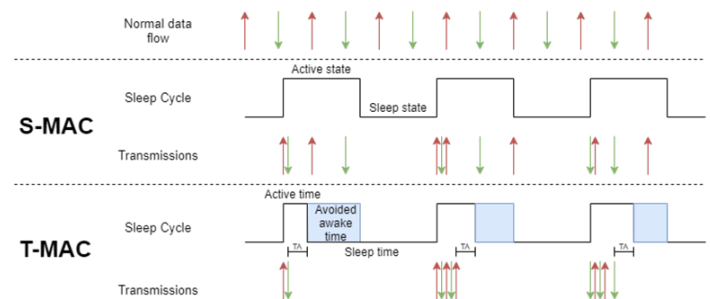 Normal data
flow
Active state
Sleep Cycle
Sleep state
S-MAC
Transmissions
Active time
Sleep Cycle
Avoided
awake
time
T-MAC
TA
TA
TA
Sleep time
Transmissions